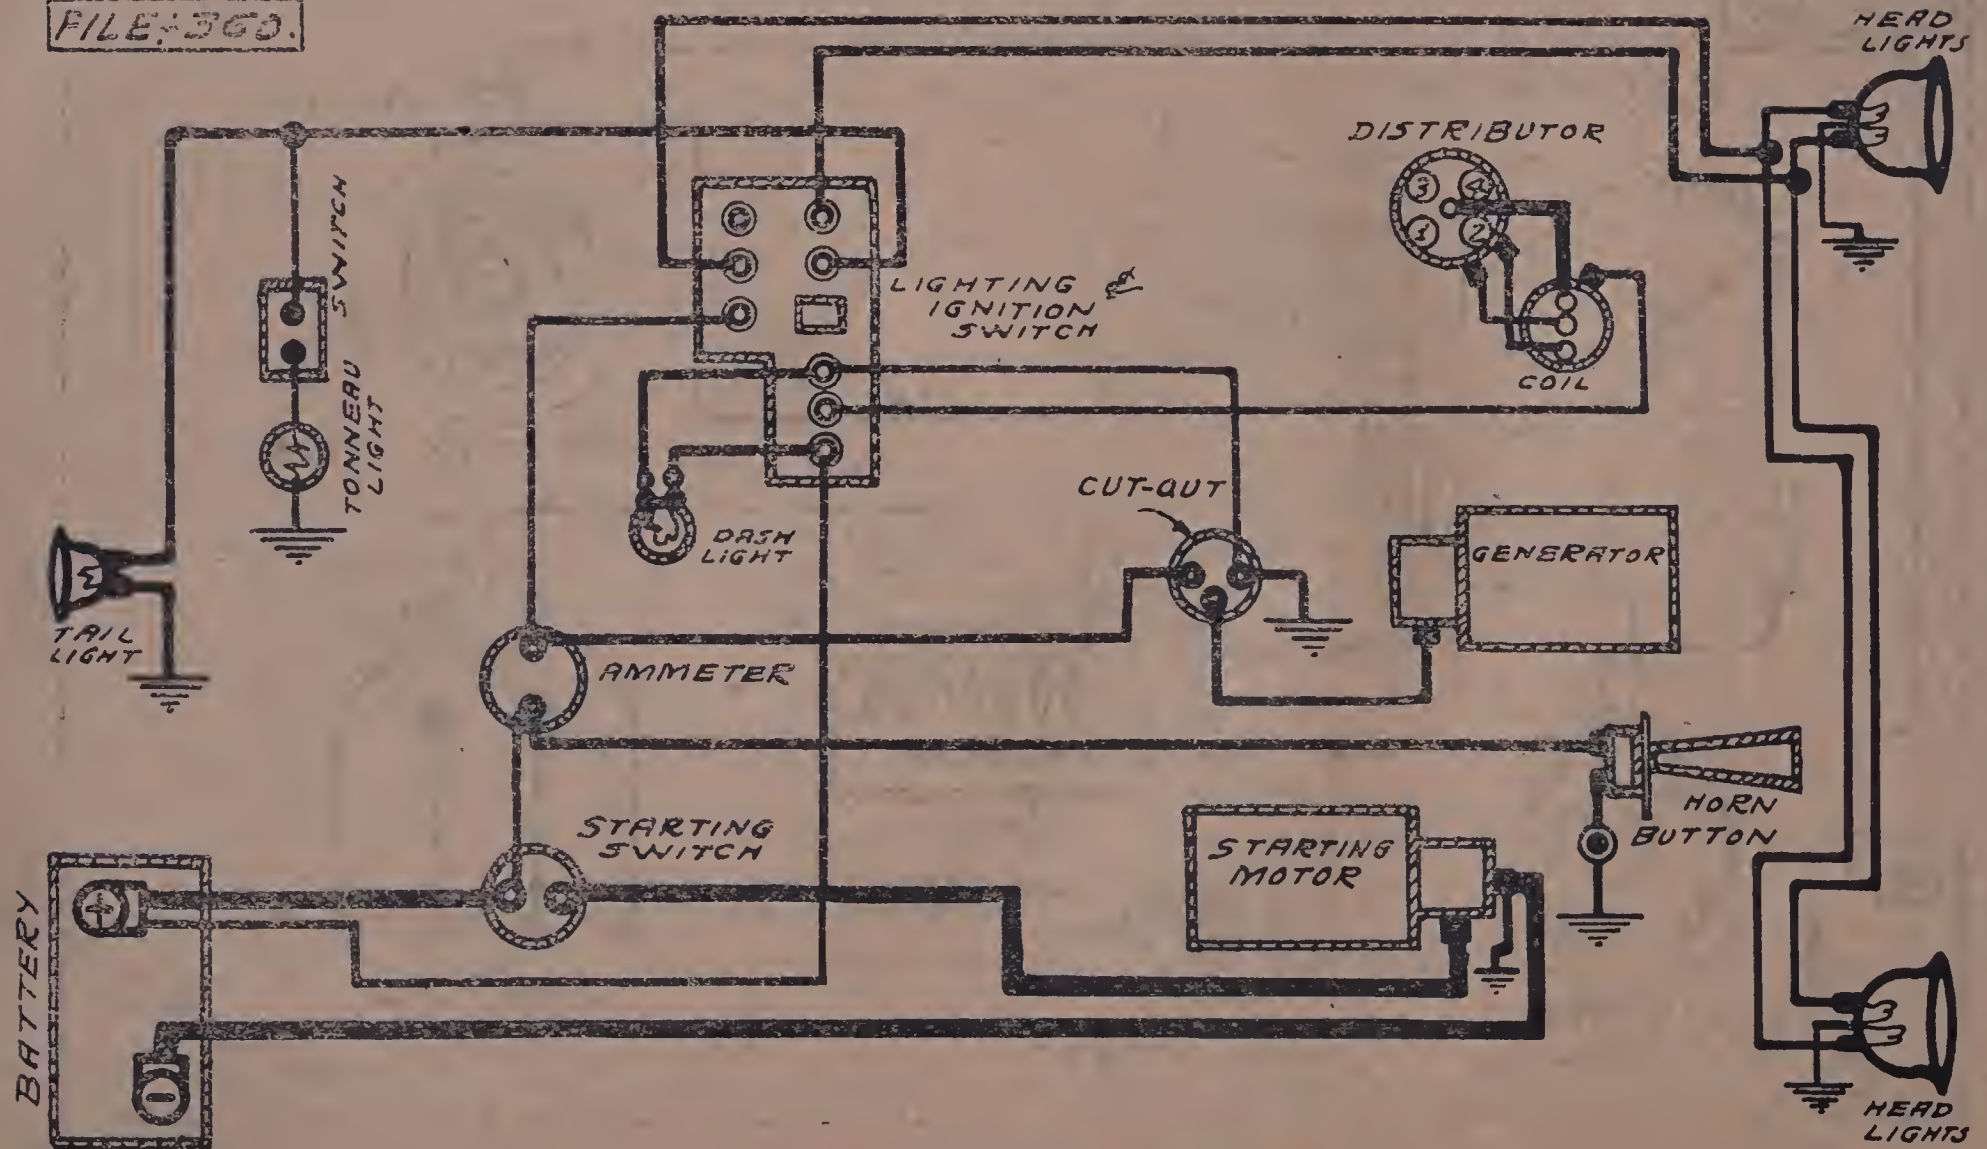 FILE-360.
HEAD
LIGHTS
DISTRIBUTOR
3
4
1
2
SWITCH
LIGHTING &
IGNITION
SWITCH
COIL
TONNEAU
LIGHT
CUT-OUT
DASH
LIGHT
GENERATOR
TAIL
LIGHT
AMMETER
HORN
BUTTON
STARTING
SWITCH
STARTING
MOTOR
BATTERY
+
-
HEAD
LIGHTS